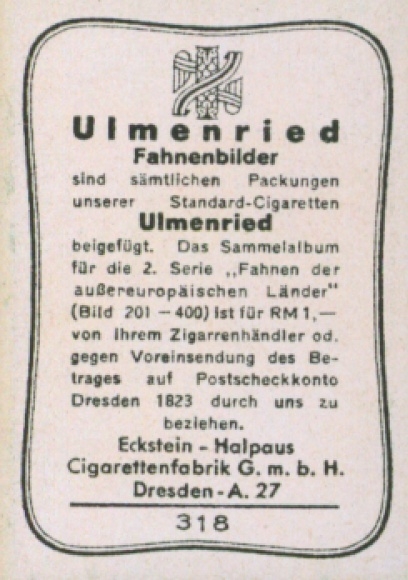 Ulmenried
Fahnenbilder
sind sämtlichen Packungen
unserer Standard-Cigaretten
Ulmenried
beigefügt. Das Sammelalbum
für die 2. Serie „Fahnen der
außereuropäischen Länder"
(Bild 201 – 400) ist für RM 1,—
von Ihrem Zigarrenhändler od.
gegen Voreinsendung des Be-
trages auf Postscheckkonto
Dresden 1823 durch uns zu
beziehen.
Eckstein - Halpaus
Cigarettenfabrik G. m. b. H.
Dresden - A. 27
318